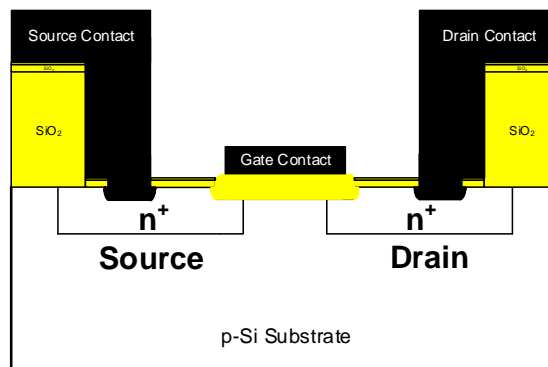 Source Contact Drain Contact
SiO₂ SiO₂
SiO₂ SiO₂
Gate Contact
n⁺ n⁺
Source Drain
p-Si Substrate